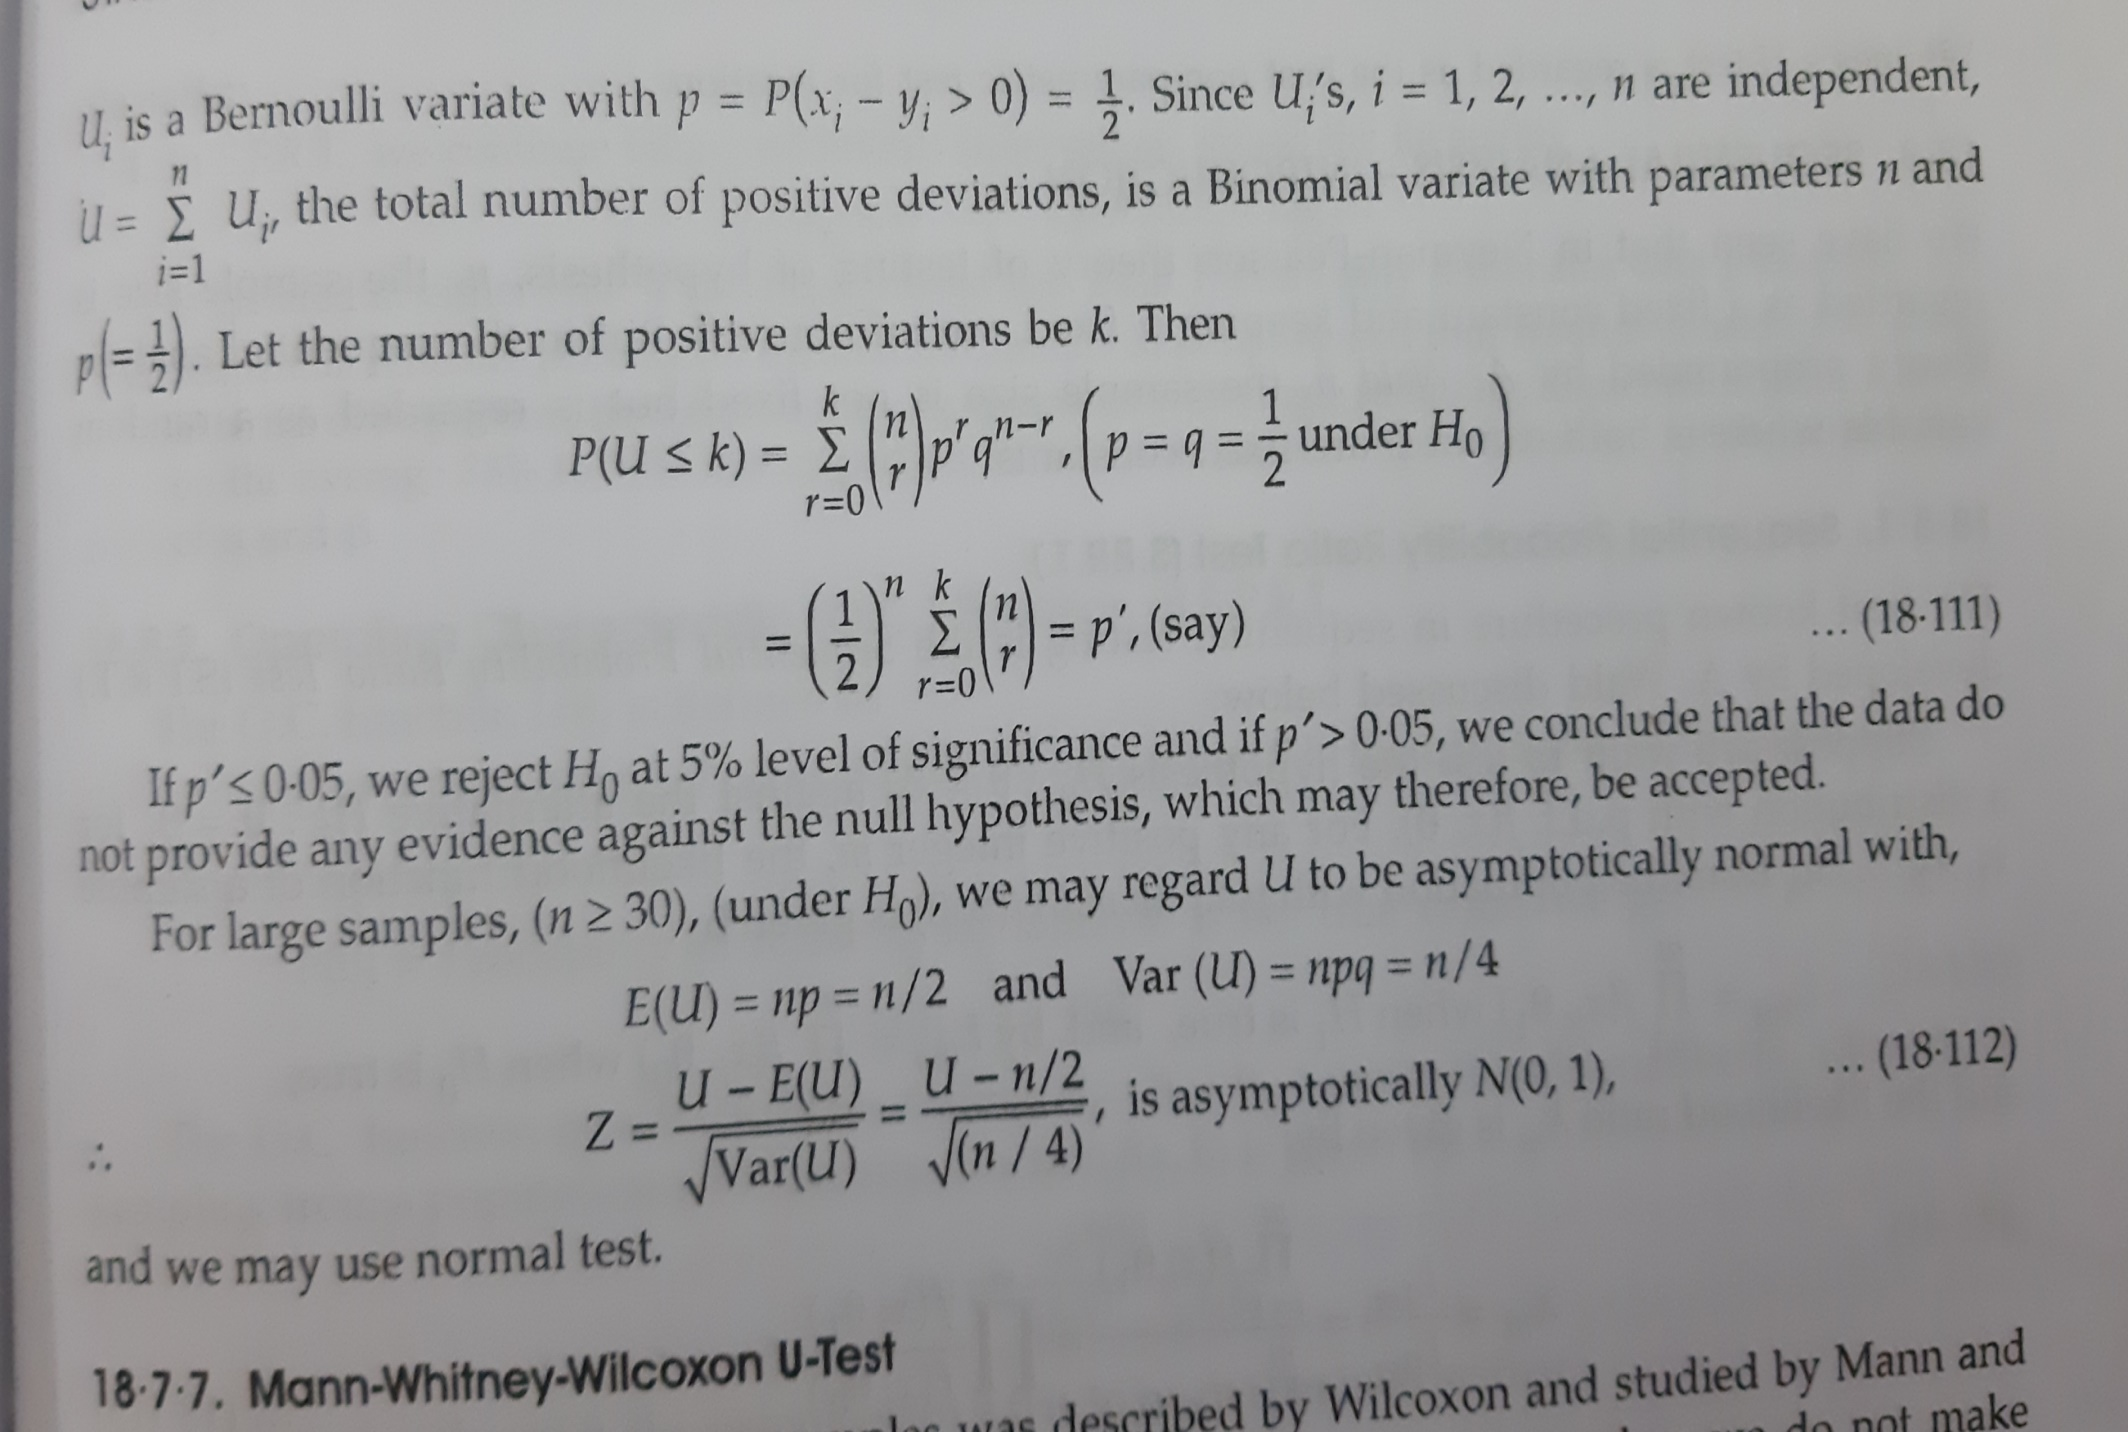 U_i is a Bernoulli variate with p = P(x_i – y_i > 0) = 1/2. Since U_i's, i = 1, 2, ..., n are independent,
U = Σ_{i=1}^{n} U_i, the total number of positive deviations, is a Binomial variate with parameters n and
p(= 1/2). Let the number of positive deviations be k. Then
P(U ≤ k) = Σ_{r=0}^{k} (n r) p^r q^{n–r}, (p = q = 1/2 under H_0)
= (1/2)^n Σ_{r=0}^{k} (n r) = p′, (say) ... (18·111)
If p′ ≤ 0·05, we reject H_0 at 5% level of significance and if p′ > 0·05, we conclude that the data do
not provide any evidence against the null hypothesis, which may therefore, be accepted.
For large samples, (n ≥ 30), (under H_0), we may regard U to be asymptotically normal with,
E(U) = np = n/2 and Var (U) = npq = n/4
∴ Z = (U – E(U))/√Var(U) = (U – n/2)/√(n / 4), is asymptotically N(0, 1), ... (18·112)
and we may use normal test.
18·7·7. Mann-Whitney-Wilcoxon U-Test
was described by Wilcoxon and studied by Mann and
do not make